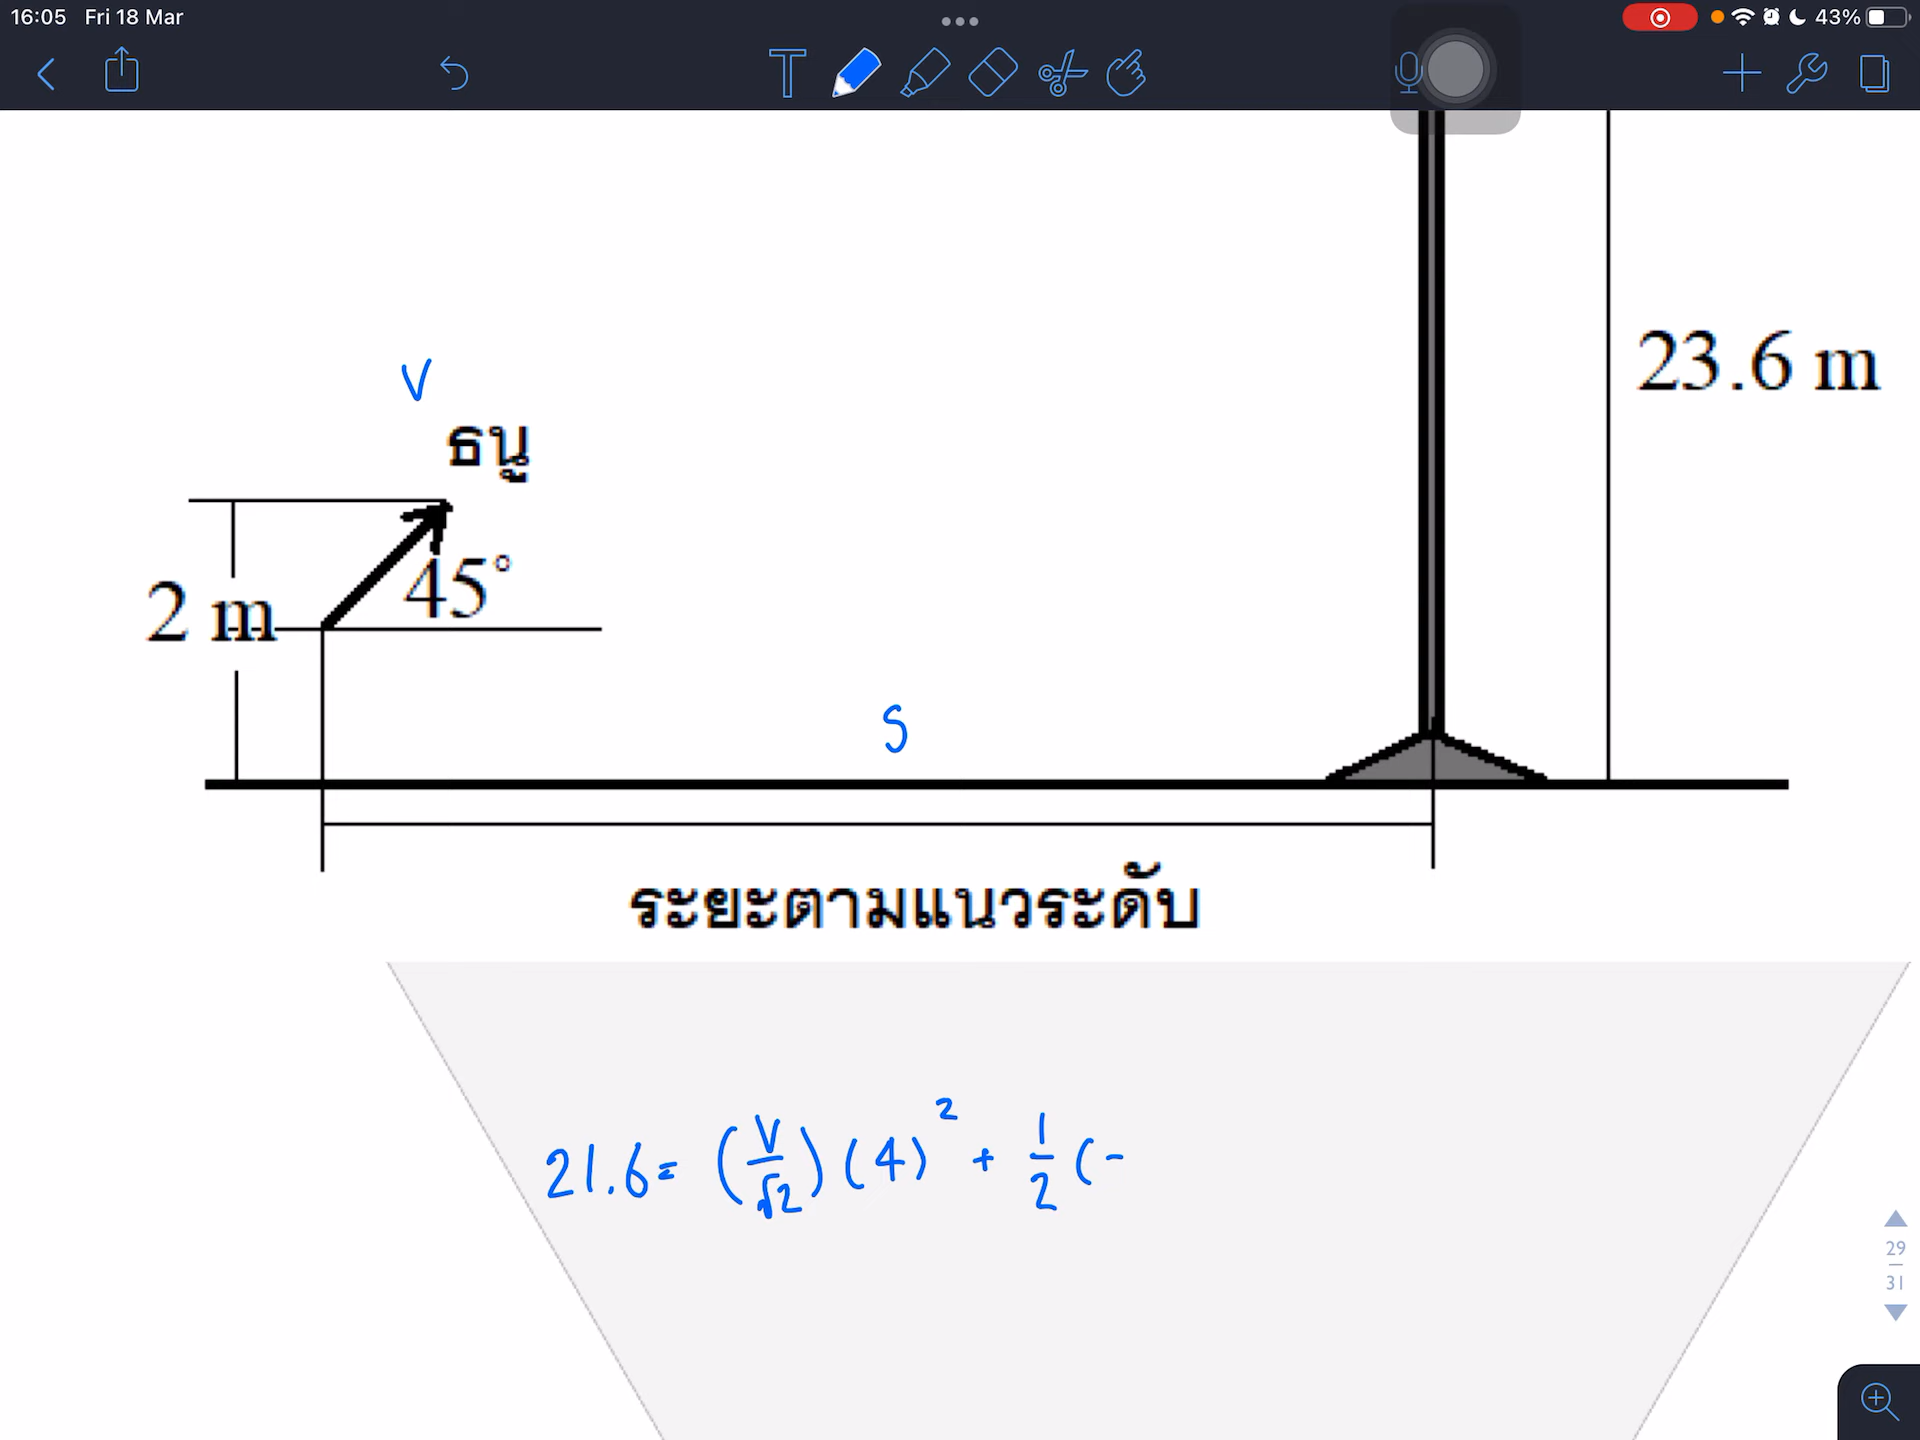 16:05 Fri 18 Mar
43%
T
23.6 m
V
ธนู
45°
2 m
S
ระยะตามแนวระดับ
21.6 = (V/√2)(4)² + 1/2 (-
29
31